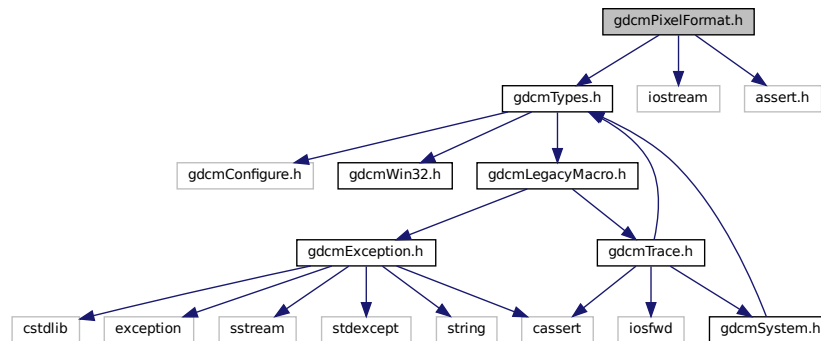 gdcmPixelFormat.h
gdcmTypes.h
iostream
assert.h
gdcmConfigure.h
gdcmWin32.h
gdcmLegacyMacro.h
gdcmException.h
gdcmTrace.h
cstdlib
exception
sstream
stdexcept
string
cassert
iosfwd
gdcmSystem.h